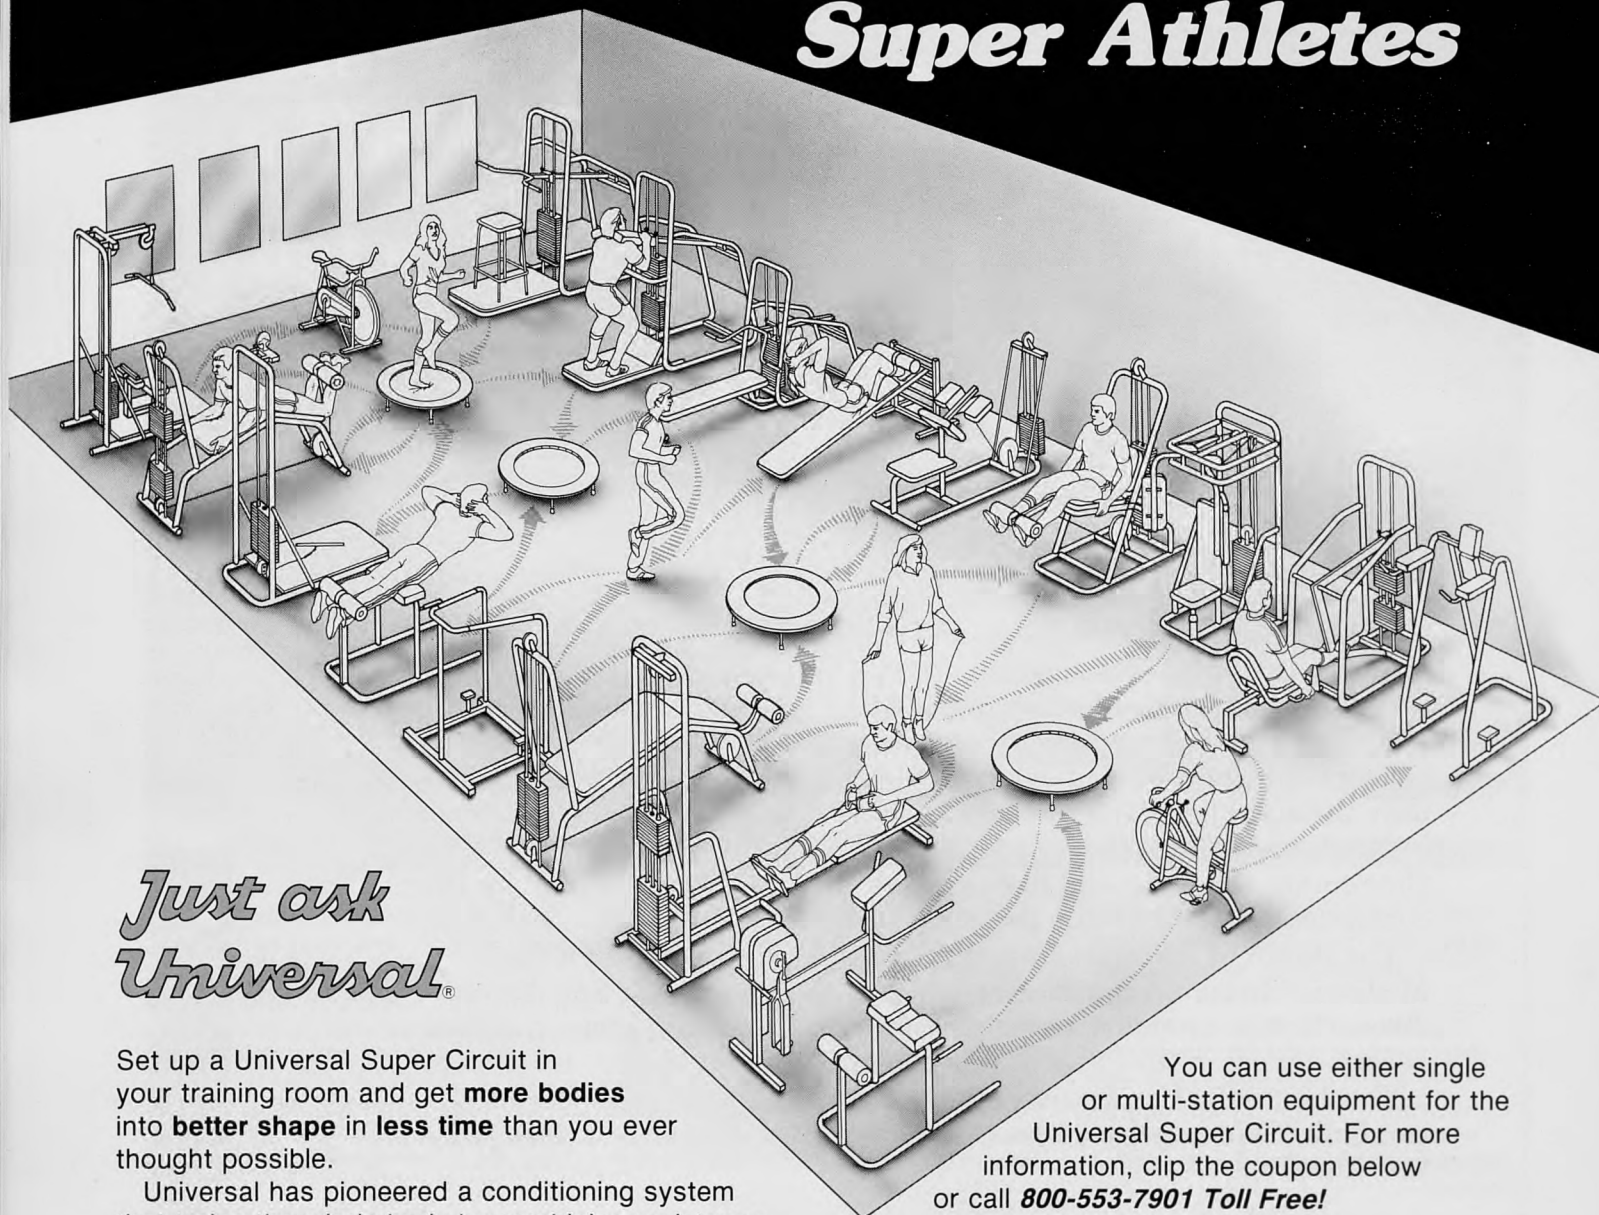 Super Athletes
Just ask
Universal®
Set up a Universal Super Circuit in
your training room and get more bodies
into better shape in less time than you ever
thought possible.
Universal has pioneered a conditioning system
You can use either single
or multi-station equipment for the
Universal Super Circuit. For more
information, clip the coupon below
or call 800-553-7901 Toll Free!